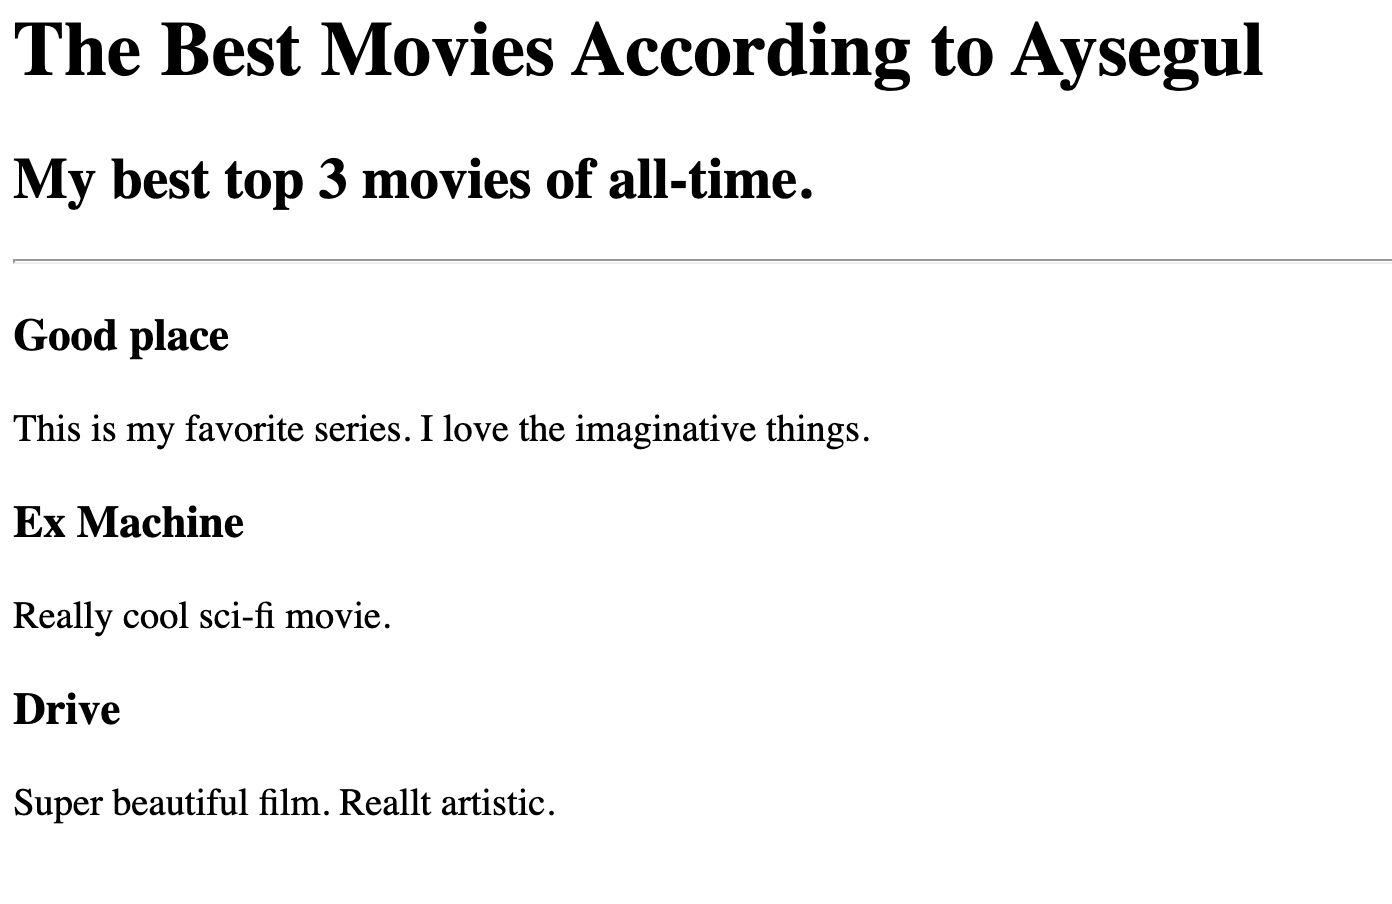 The Best Movies According to Aysegul
My best top 3 movies of all-time.
Good place
This is my favorite series. I love the imaginative things.
Ex Machine
Really cool sci-fi movie.
Drive
Super beautiful film. Reallt artistic.